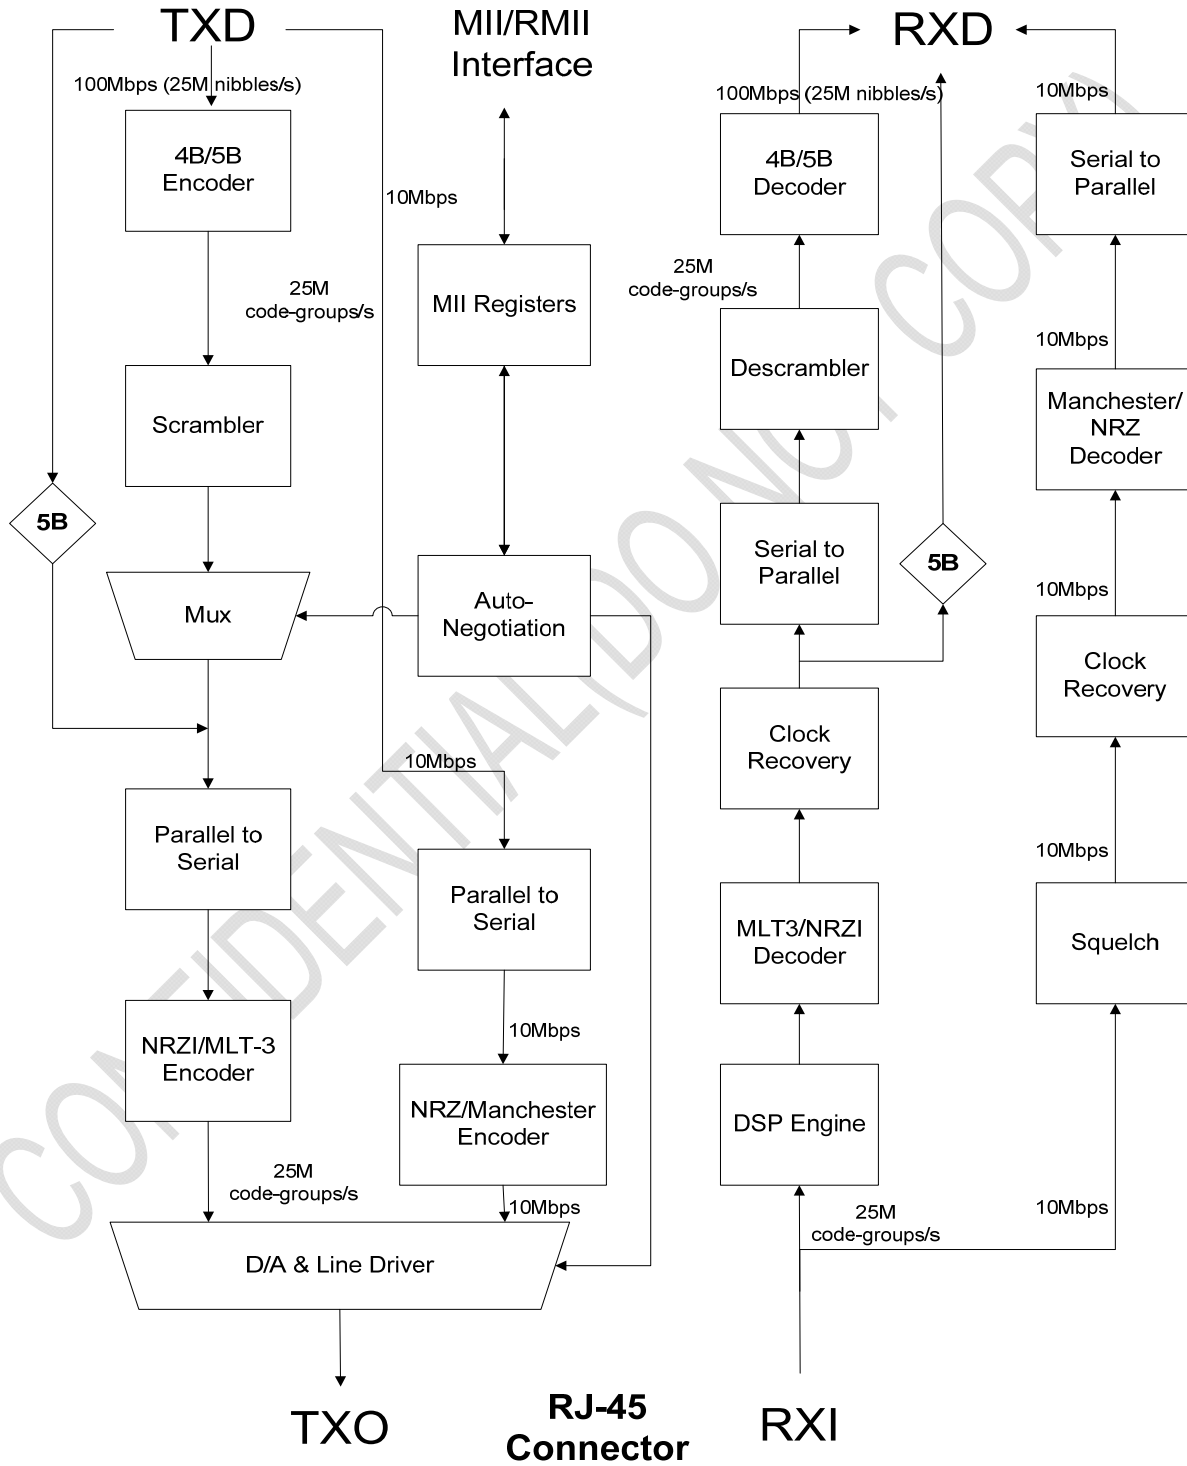 TXD
MII/RMII
Interface
RXD
100Mbps (25M nibbles/s)
4B/5B
Encoder
10Mbps
25M
code-groups/s
Scrambler
5B
Mux
MII Registers
Auto-
Negotiation
Parallel to
Serial
10Mbps
Parallel to
Serial
10Mbps
NRZI/MLT-3
Encoder
NRZ/Manchester
Encoder
25M
code-groups/s
10Mbps
D/A & Line Driver
TXO
RJ-45
Connector
100Mbps (25M nibbles/s)
4B/5B
Decoder
25M
code-groups/s
Descrambler
Serial to
Parallel
5B
Clock
Recovery
MLT3/NRZI
Decoder
DSP Engine
25M
code-groups/s
RXI
10Mbps
Serial to
Parallel
10Mbps
Manchester/
NRZ
Decoder
10Mbps
Clock
Recovery
10Mbps
Squelch
10Mbps
CONFIDENTIAL(DO NOT COPY)